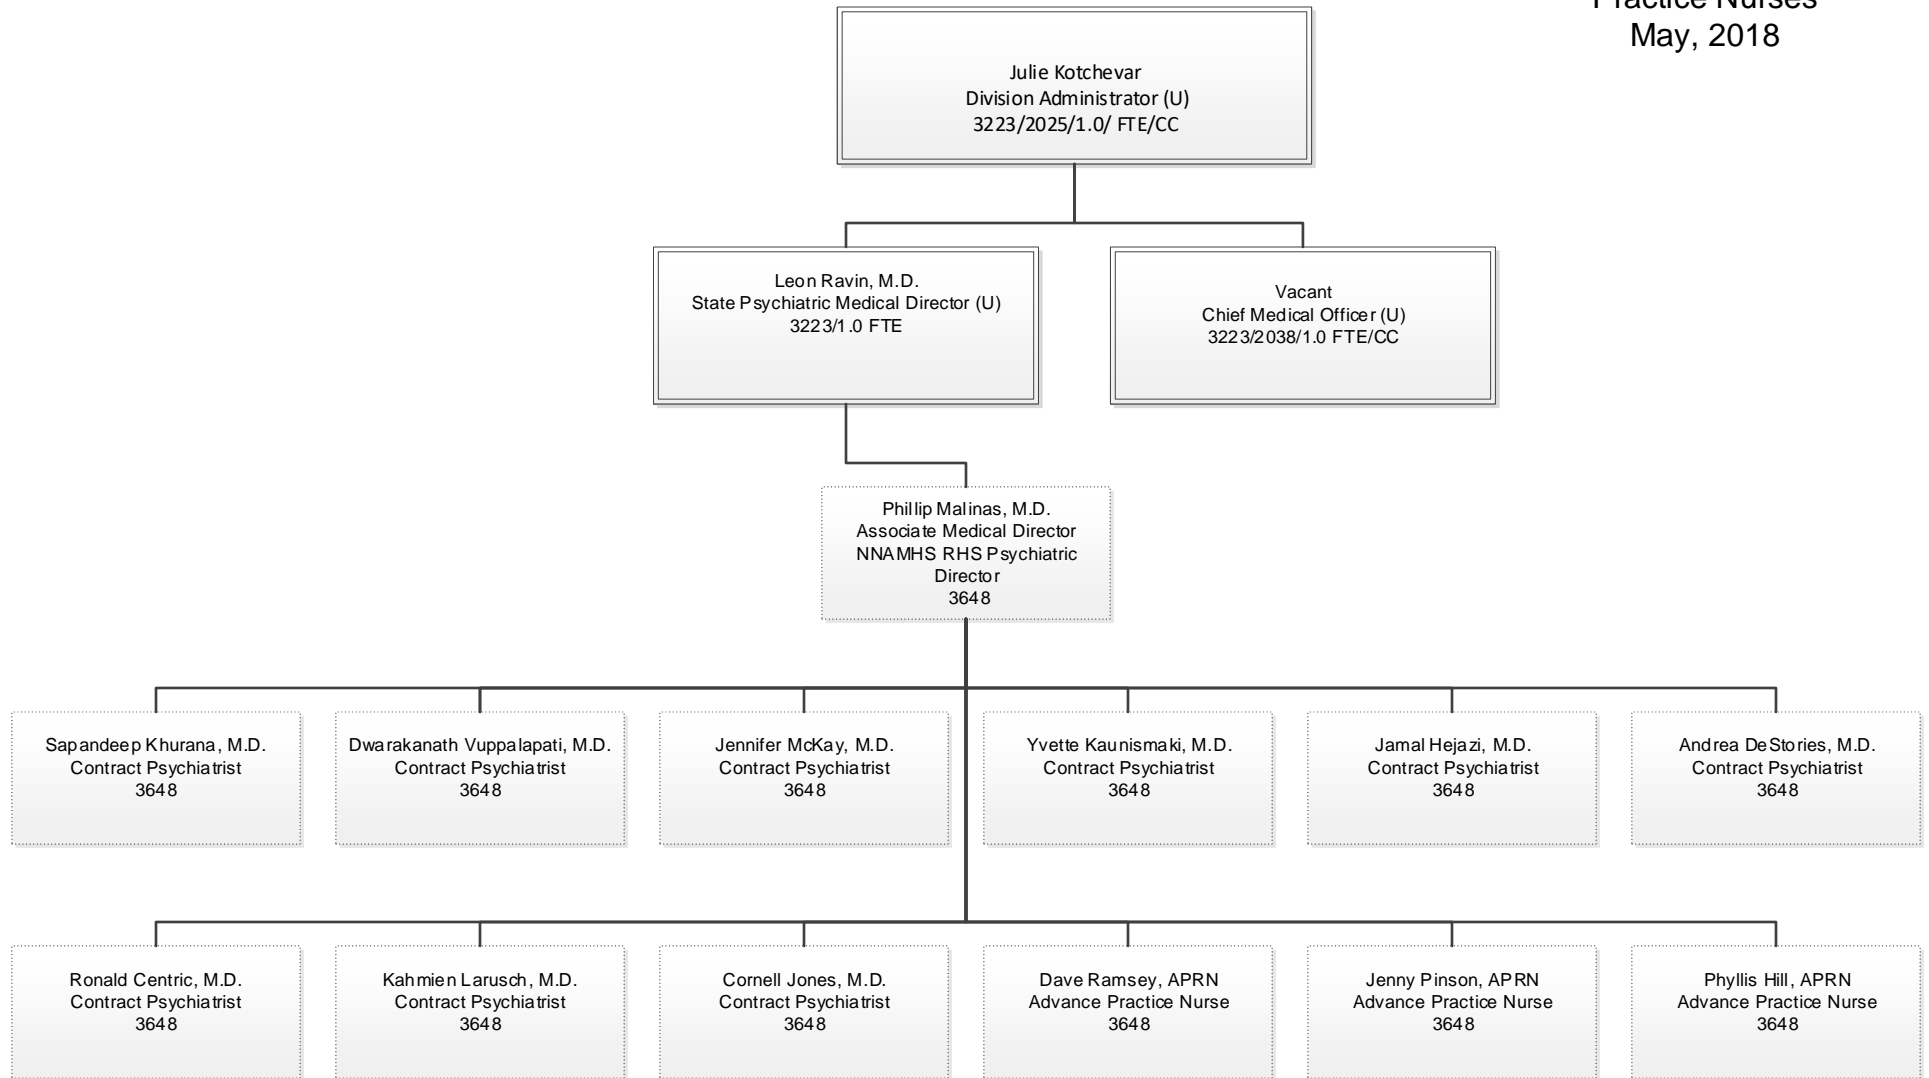 Practice Nurses
May, 2018
Julie Kotchevar
Division Administrator (U)
3223/2025/1.0/ FTE/CC
Leon Ravin, M.D.
State Psychiatric Medical Director (U)
3223/1.0 FTE
Vacant
Chief Medical Officer (U)
3223/2038/1.0 FTE/CC
Phillip Malinas, M.D.
Associate Medical Director
NNAMHS RHS Psychiatric
Director
3648
Sapandeep Khurana, M.D.
Contract Psychiatrist
3648
Dwarakanath Vuppalapati, M.D.
Contract Psychiatrist
3648
Jennifer McKay, M.D.
Contract Psychiatrist
3648
Yvette Kaunismaki, M.D.
Contract Psychiatrist
3648
Jamal Hejazi, M.D.
Contract Psychiatrist
3648
Andrea DeStories, M.D.
Contract Psychiatrist
3648
Ronald Centric, M.D.
Contract Psychiatrist
3648
Kahmien Larusch, M.D.
Contract Psychiatrist
3648
Cornell Jones, M.D.
Contract Psychiatrist
3648
Dave Ramsey, APRN
Advance Practice Nurse
3648
Jenny Pinson, APRN
Advance Practice Nurse
3648
Phyllis Hill, APRN
Advance Practice Nurse
3648